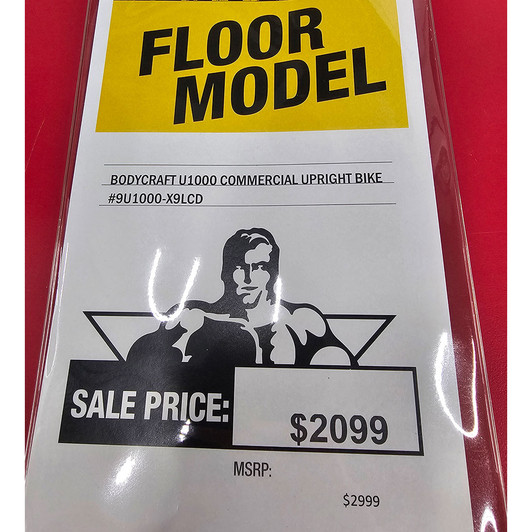 FLOOR
MODEL
BODYCRAFT U1000 COMMERCIAL UPRIGHT BIKE
#9U1000-X9LCD
SALE PRICE:
$2099
MSRP:
$2999